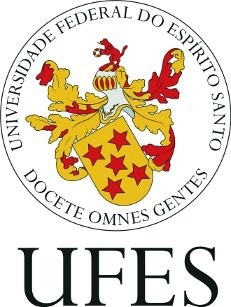 UNIVERSIDADE FEDERAL DO ESPÍRITO SANTO
DOCETE OMNES GENTES
UFES